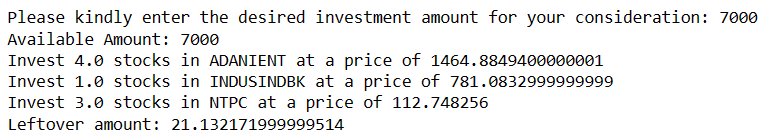 Please kindly enter the desired investment amount for your consideration: 7000
Available Amount: 7000
Invest 4.0 stocks in ADANIENT at a price of 1464.8849400000001
Invest 1.0 stocks in INDUSINDBK at a price of 781.0832999999999
Invest 3.0 stocks in NTPC at a price of 112.748256
Leftover amount: 21.132171999999514